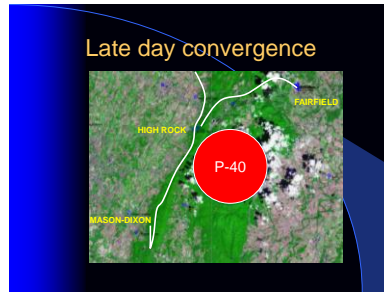 Late day convergence
FAIRFIELD
HIGH ROCK
P-40
MASON-DIXON